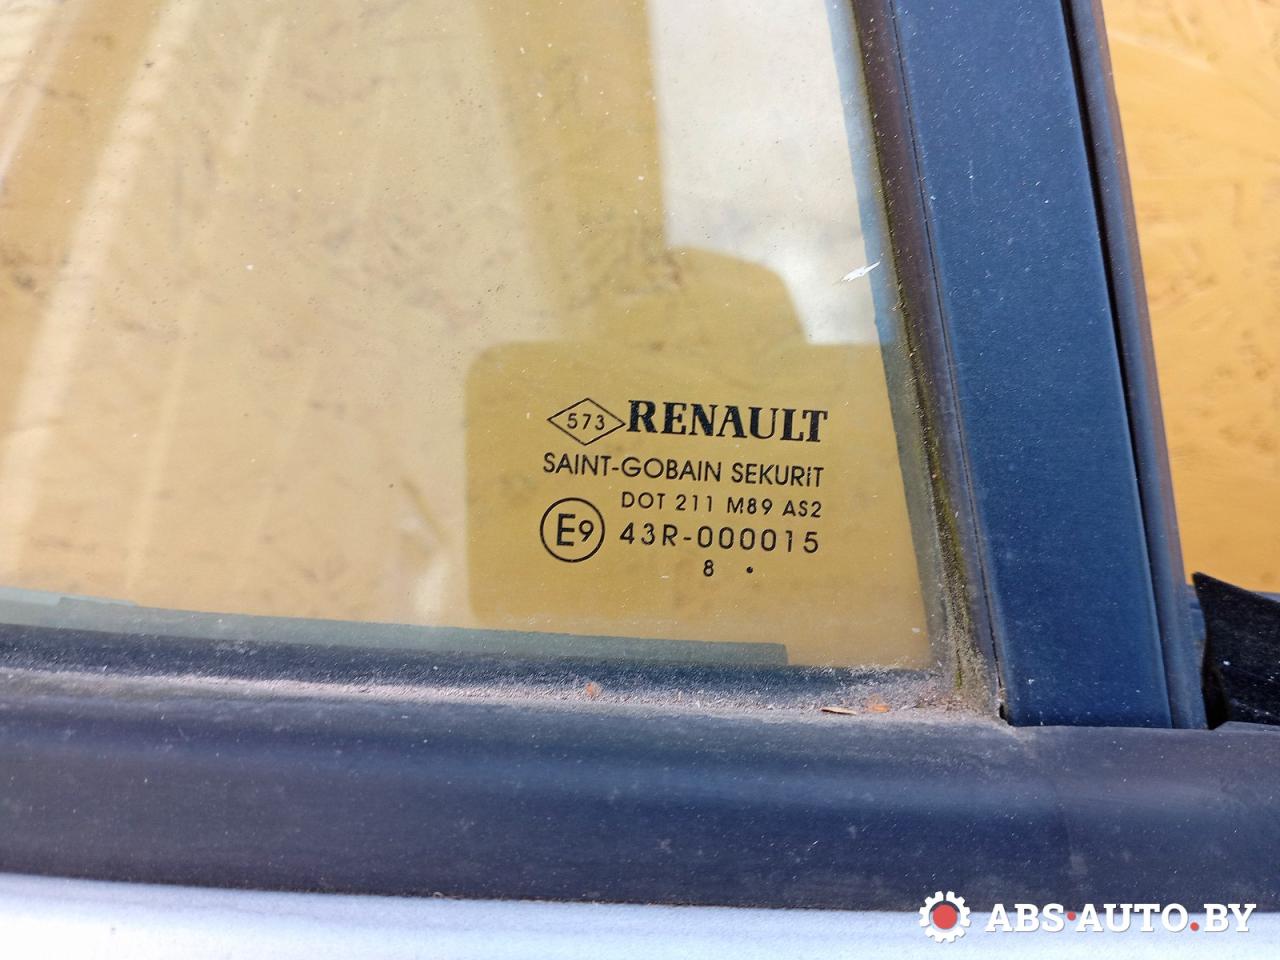 573 RENAULT
SAINT-GOBAIN SEKURiT
DOT 211 M89 AS2
E9 43R-000015
8 •
ABS·AUTO.BY